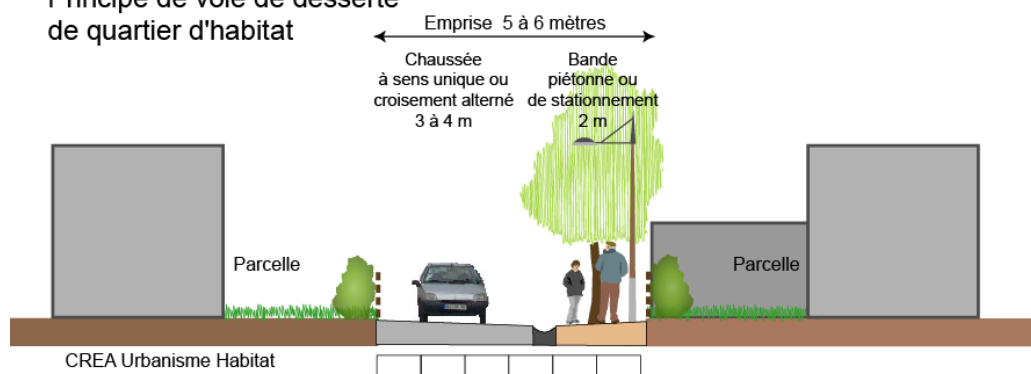 Principe de voie de desserte
de quartier d'habitat
Emprise 5 à 6 mètres
Chaussée
à sens unique ou
croisement alterné
3 à 4 m
Bande
piétonne ou
de stationnement
2 m
Parcelle
Parcelle
CREA Urbanisme Habitat